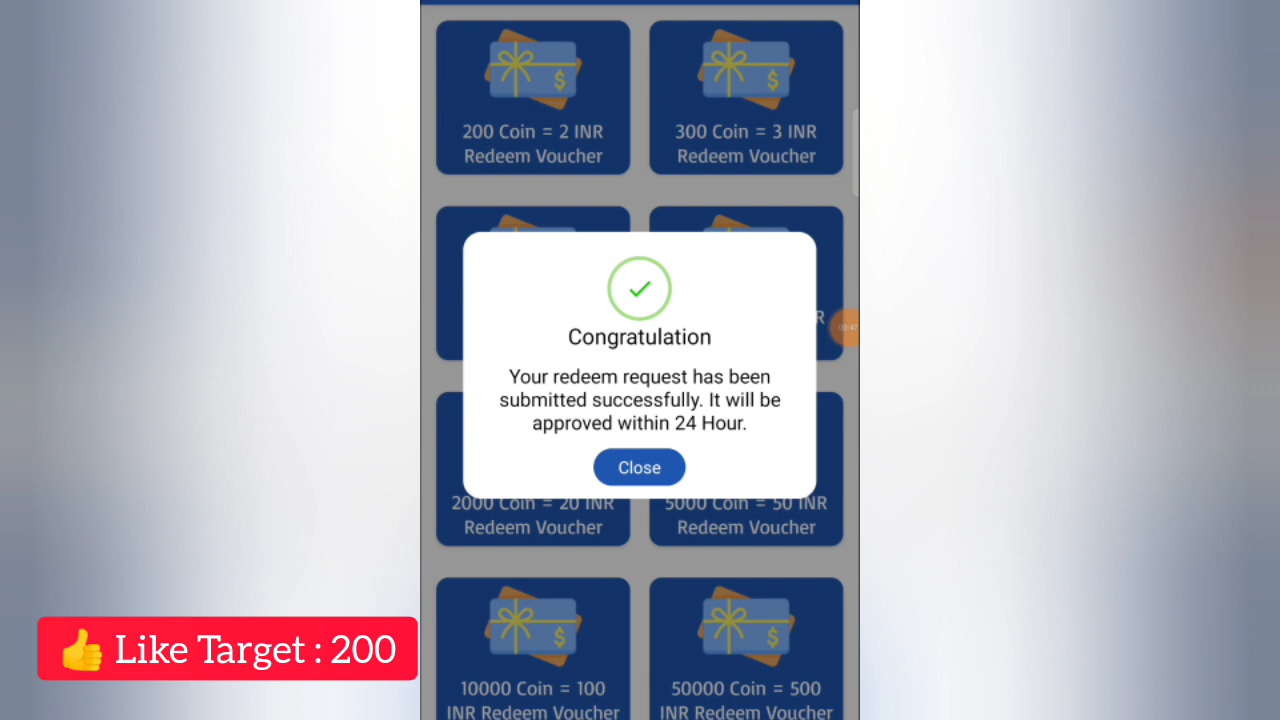 200 Coin = 2 INR
Redeem Voucher
300 Coin = 3 INR
Redeem Voucher
R
00:47
Congratulation
Your redeem request has been
submitted successfully. It will be
approved within 24 Hour.
Close
2000 Coin = 20 INR
Redeem Voucher
5000 Coin = 50 INR
Redeem Voucher
👍 Like Target : 200
10000 Coin = 100
INR Redeem Voucher
50000 Coin = 500
INR Redeem Voucher